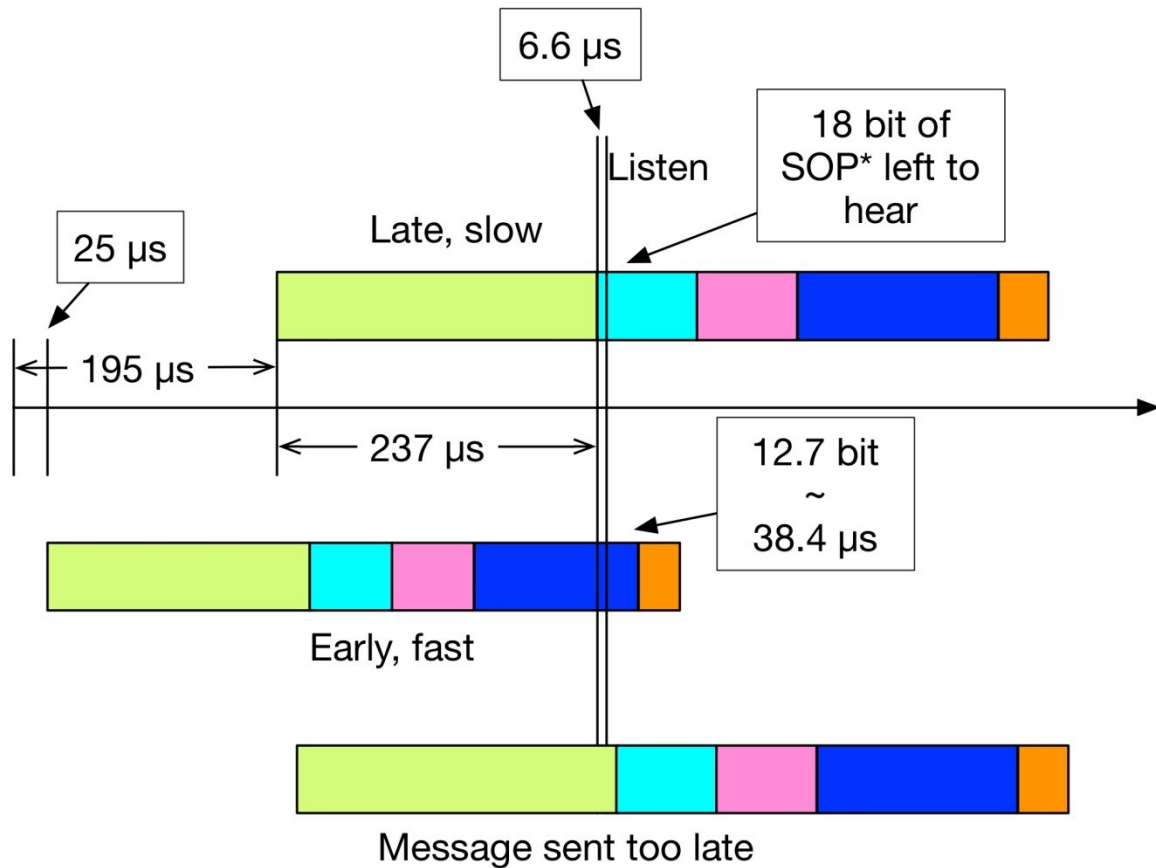 6.6 µs
Listen
18 bit of
SOP* left to
hear
Late, slow
25 µs
195 µs
237 µs
12.7 bit
~
38.4 µs
Early, fast
Message sent too late